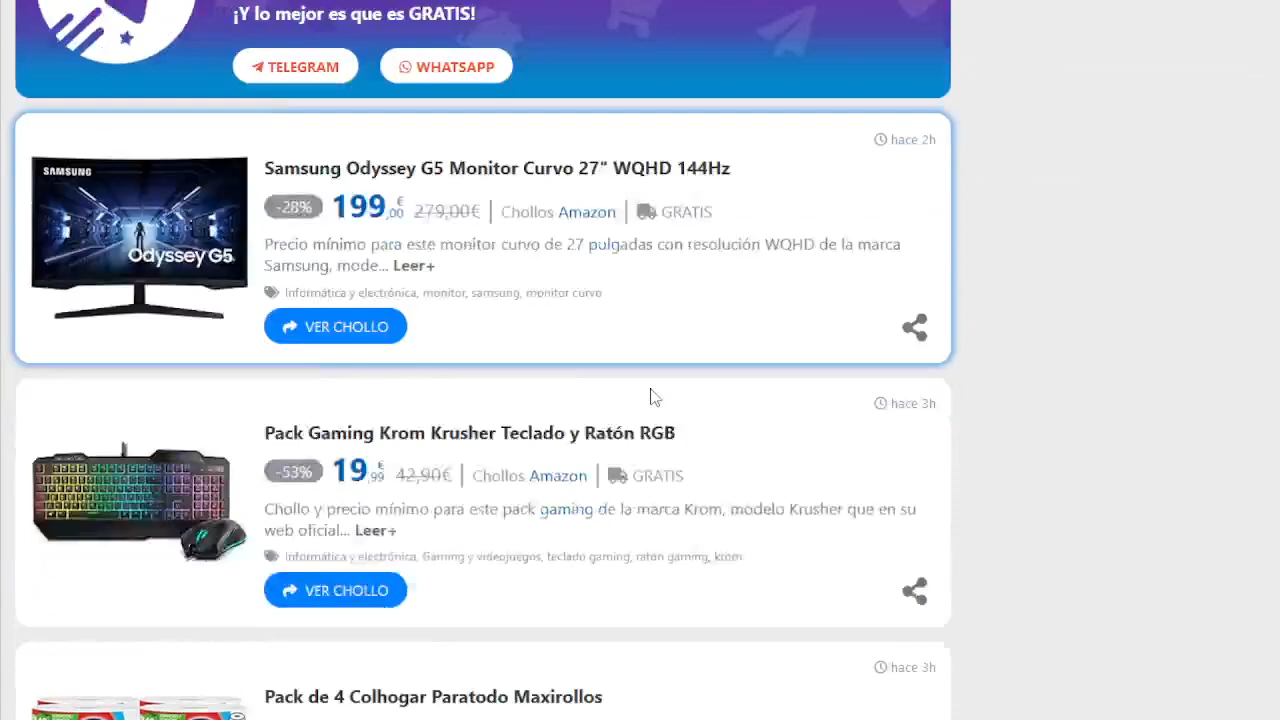 ¡Y lo mejor es que es GRATIS!
TELEGRAM WHATSAPP
hace 2h
SAMSUNG
Odyssey G5
Samsung Odyssey G5 Monitor Curvo 27" WQHD 144Hz
-28% 199,00€ 279,00€ | Chollos Amazon | GRATIS
Precio mínimo para este monitor curvo de 27 pulgadas con resolución WQHD de la marca
Samsung, mode... Leer+
Informática y electrónica, monitor, samsung, monitor curvo
VER CHOLLO
hace 3h
Pack Gaming Krom Krusher Teclado y Ratón RGB
-53% 19,99€ 42,90€ | Chollos Amazon | GRATIS
Chollo y precio mínimo para este pack gaming de la marca Krom, modelo Krusher que en su
web oficial... Leer+
Informática y electrónica, Gaming y videojuegos, teclado gaming, ratón gaming, krom
VER CHOLLO
hace 3h
Pack de 4 Colhogar Paratodo Maxirollos